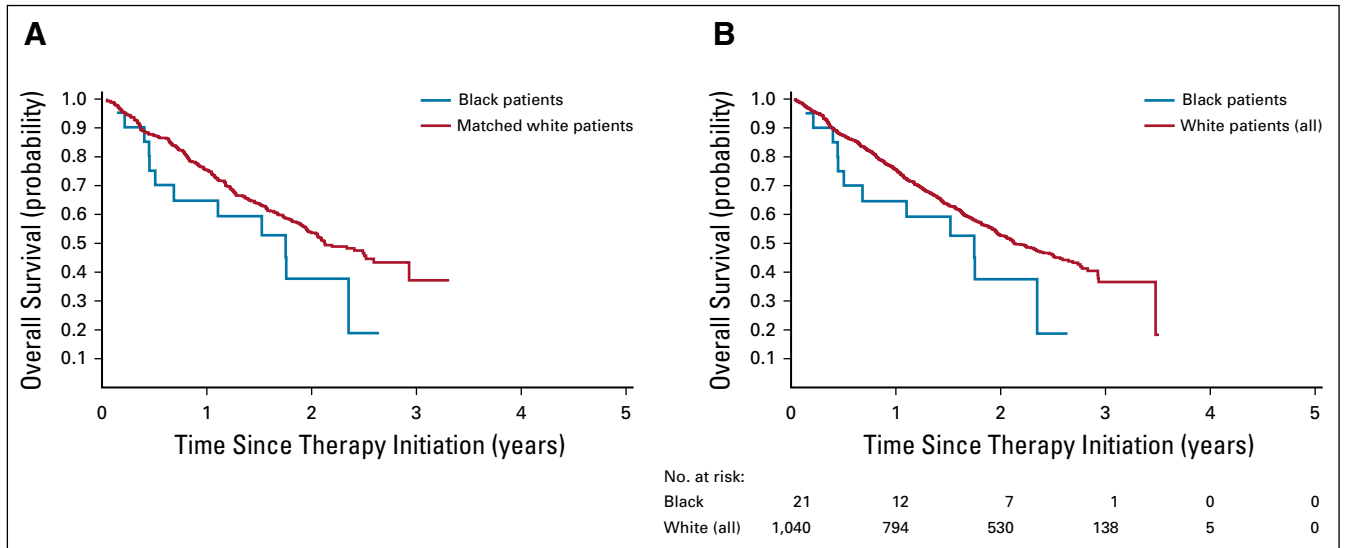 A
Overall Survival (probability)
1.0
0.9
0.8
0.7
0.6
0.5
0.4
0.3
0.2
0.1
Black patients
Matched white patients
0 1 2 3 4 5
Time Since Therapy Initiation (years)
B
Overall Survival (probability)
1.0
0.9
0.8
0.7
0.6
0.5
0.4
0.3
0.2
0.1
Black patients
White patients (all)
0 1 2 3 4 5
Time Since Therapy Initiation (years)
No. at risk:
Black 21 12 7 1 0 0
White (all) 1,040 794 530 138 5 0